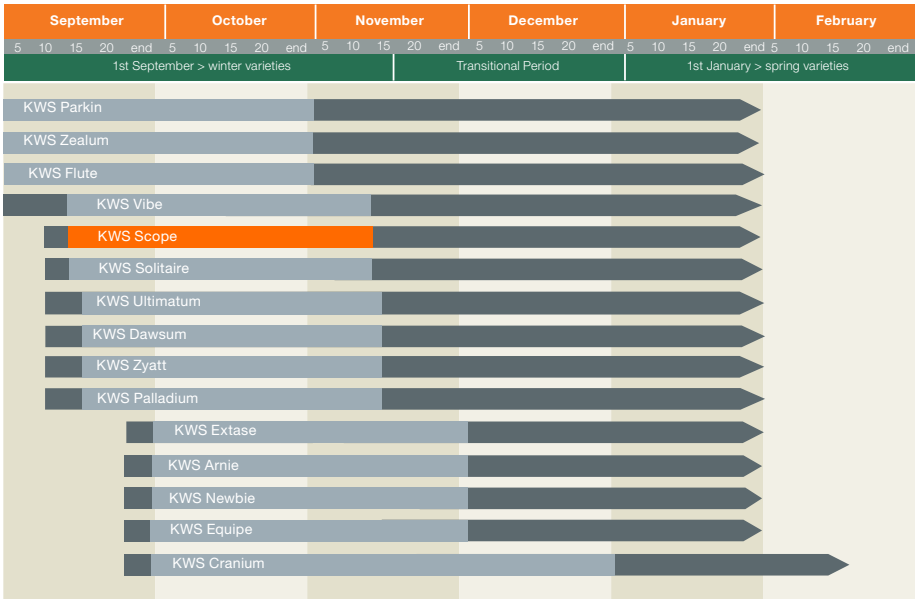 September October November December January February
5 10 15 20 end 5 10 15 20 end 5 10 15 20 end 5 10 15 20 end 5 10 15 20 end 5 10 15 20 end
1st September > winter varieties Transitional Period 1st January > spring varieties
KWS Parkin
KWS Zealum
KWS Flute
KWS Vibe
KWS Scope
KWS Solitaire
KWS Ultimatum
KWS Dawsum
KWS Zyatt
KWS Palladium
KWS Extase
KWS Arnie
KWS Newbie
KWS Equipe
KWS Cranium